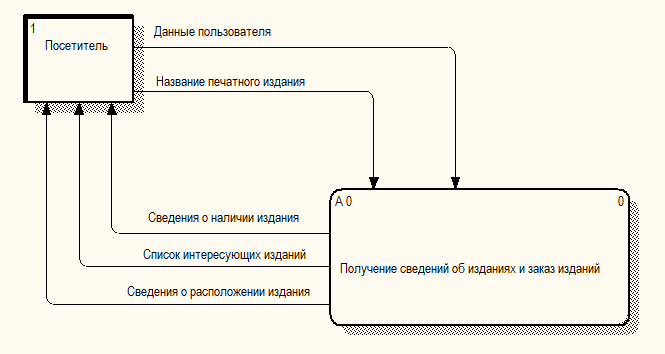 1
Посетитель
Данные пользователя
Название печатного издания
А 0
0
Сведения о наличии издания
Список интересующих изданий
Получение сведений об изданиях и заказ изданий
Сведения о расположении издания